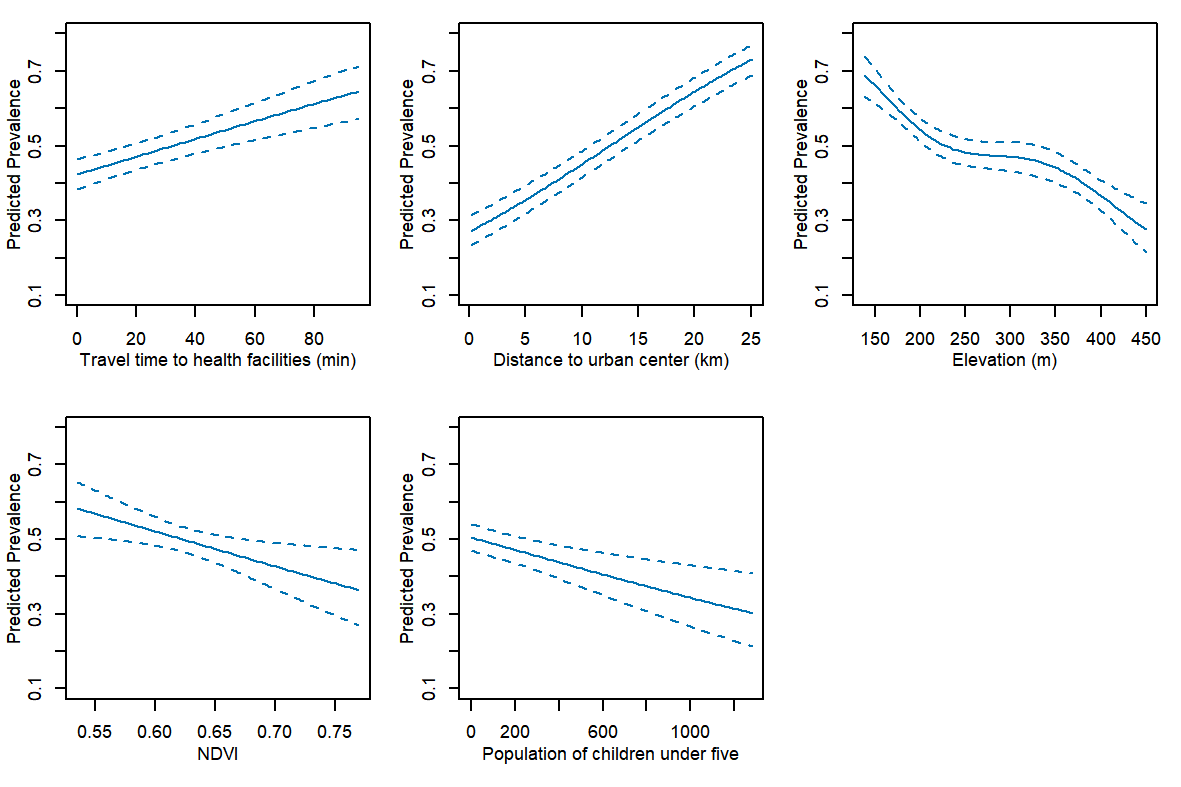 Predicted Prevalence
0.1 0.3 0.5 0.7
0 20 40 60 80
Travel time to health facilities (min)
Predicted Prevalence
0.1 0.3 0.5 0.7
0 5 10 15 20 25
Distance to urban center (km)
Predicted Prevalence
0.1 0.3 0.5 0.7
150 200 250 300 350 400 450
Elevation (m)
Predicted Prevalence
0.1 0.3 0.5 0.7
0.55 0.60 0.65 0.70 0.75
NDVI
Predicted Prevalence
0.1 0.3 0.5 0.7
0 200 600 1000
Population of children under five